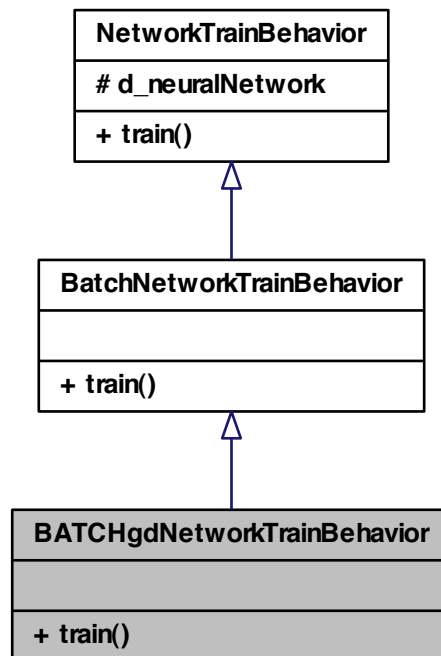 NetworkTrainBehavior
# d_neuralNetwork
+ train()
BatchNetworkTrainBehavior
+ train()
BATCHgdNetworkTrainBehavior
+ train()